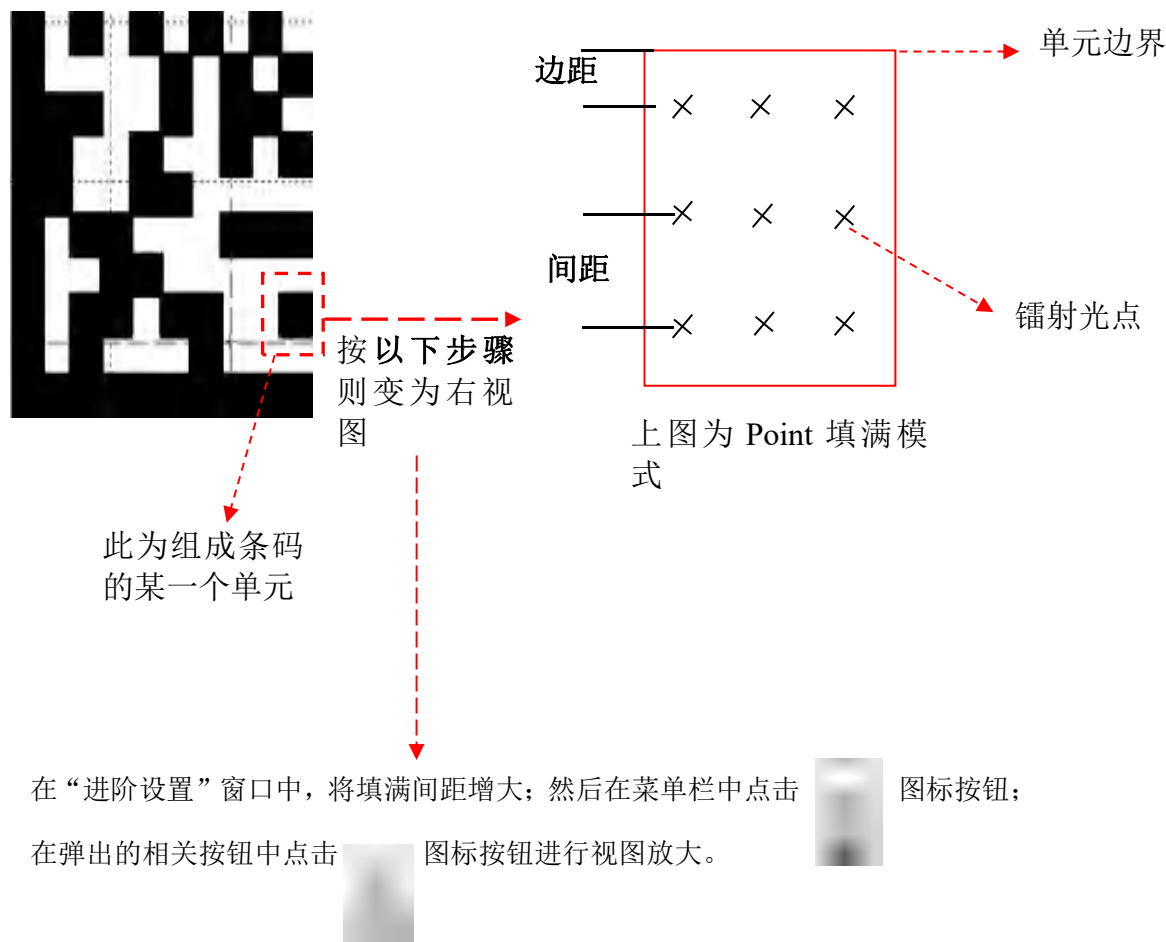 单元边界
边距
间距
镭射光点
按以下步骤
则变为右视
图
上图为 Point 填满模
式
此为组成条码
的某一个单元
在“进阶设置”窗口中，将填满间距增大；然后在菜单栏中点击 图标按钮；
在弹出的相关按钮中点击 图标按钮进行视图放大。